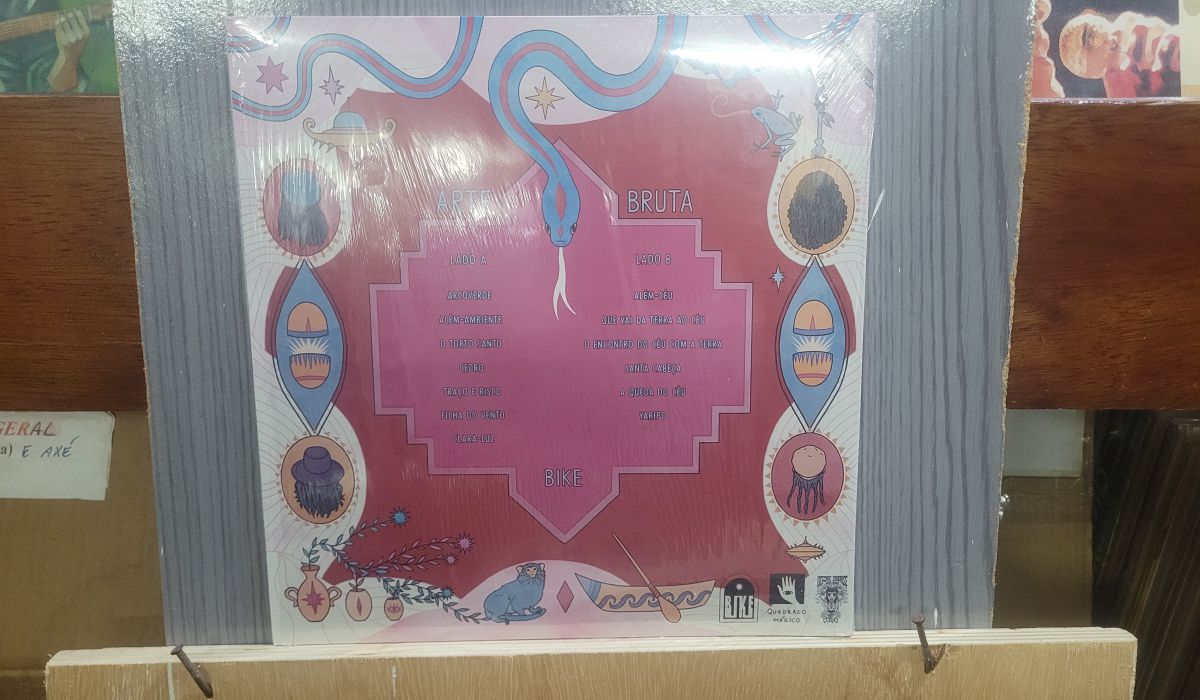 ARTE BRUTA
LADO A
ARCOVERDE
ALÉM-AMBIENTE
O TORTO SANTO
CEDRO
TRAÇO E RISCO
FILHA DO VENTO
CLARA-LUZ
LADO B
ALÉM-CÉU
QUE VAI DA TERRA AO CÉU
O ENCONTRO DO CÉU COM A TERRA
SANTA CABEÇA
A QUEDA DO CÉU
YARIPO
BIKE
BIKE
QUADRADO
MÁGICO
GERAL
a) E AXÉ